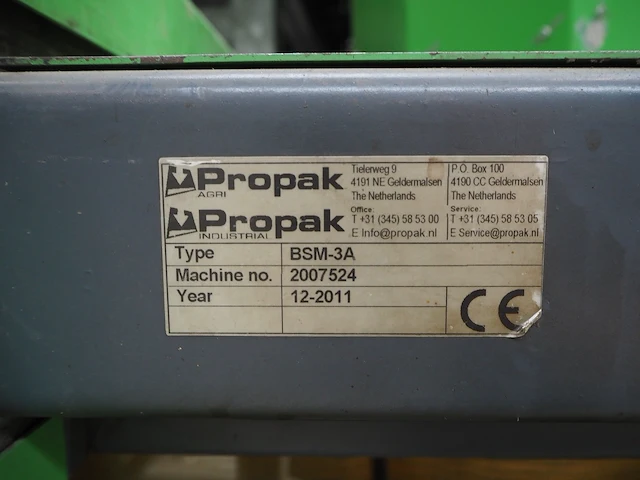 Propak
AGRI
Tielerweg 9
4191 NE Geldermalsen
The Netherlands
P.O. Box 100
4190 CC Geldermalsen
The Netherlands
Propak
INDUSTRIAL
Office:
T +31 (345) 58 53 00
E Info@propak.nl
Service:
T +31 (345) 58 53 05
E Service@propak.nl
Type BSM-3A
Machine no. 2007524
Year 12-2011
CE